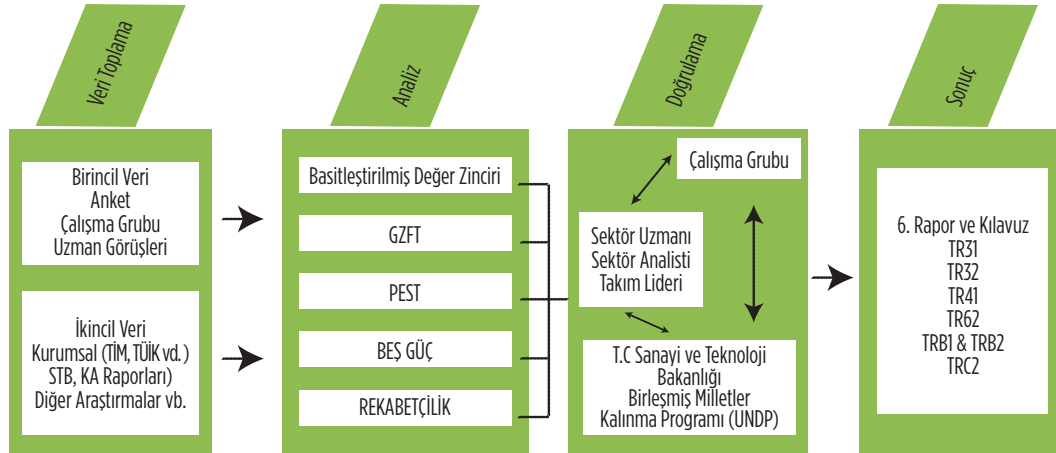 Veri Toplama
Birincil Veri
Anket
Çalışma Grubu
Uzman Görüşleri
İkincil Veri
Kurumsal (TİM, TÜİK vd. )
STB, KA Raporları)
Diğer Araştırmalar vb.
Analiz
Basitleştirilmiş Değer Zinciri
GZFT
PEST
BEŞ GÜÇ
REKABETÇİLİK
Doğrulama
Çalışma Grubu
Sektör Uzmanı
Sektör Analisti
Takım Lideri
T.C Sanayi ve Teknoloji
Bakanlığı
Birleşmiş Milletler
Kalınma Programı (UNDP)
Sonuç
6. Rapor ve Kılavuz
TR31
TR32
TR41
TR62
TRB1 & TRB2
TRC2